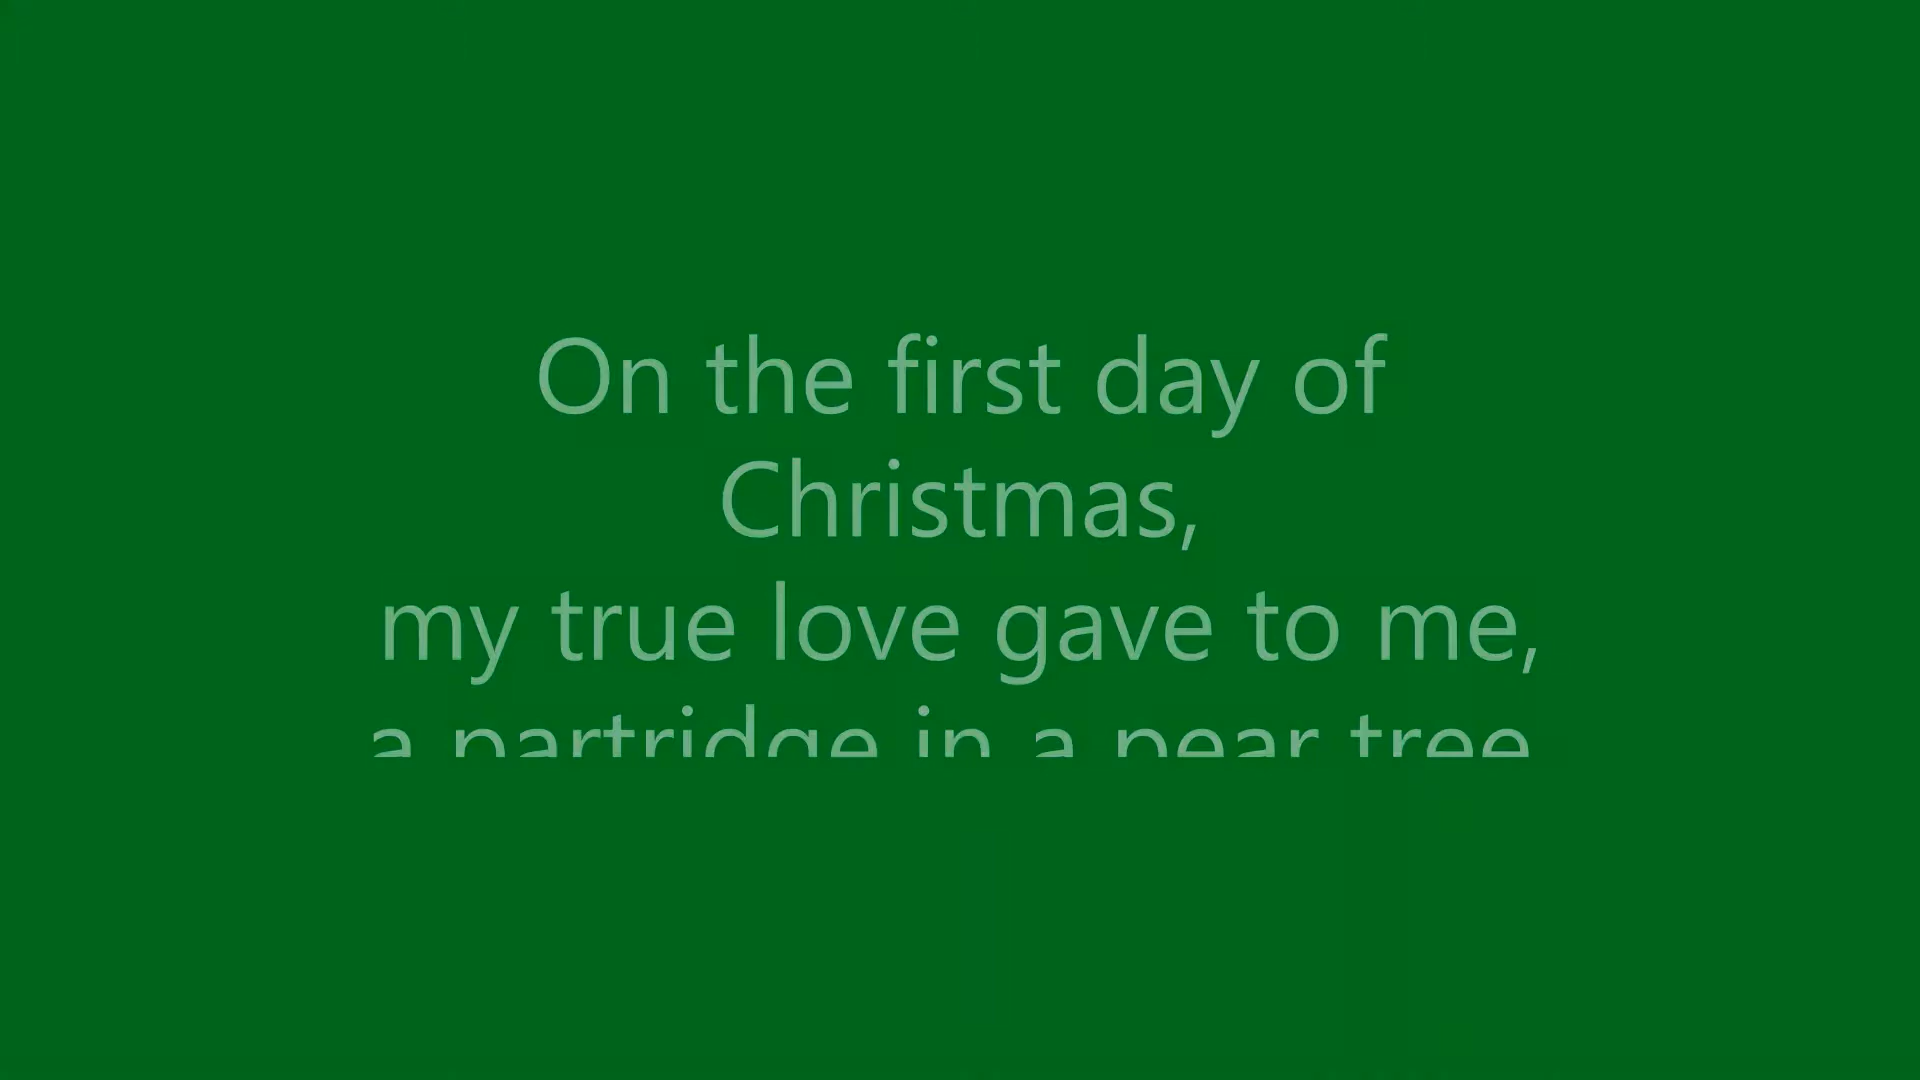 On the first day of
Christmas,
my true love gave to me,
a partridge in a pear tree